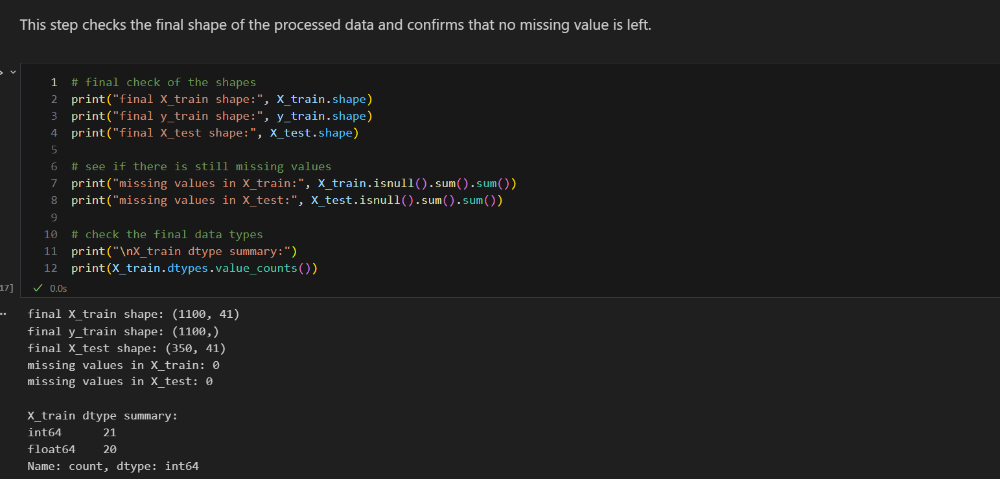 This step checks the final shape of the processed data and confirms that no missing value is left.
1 # final check of the shapes
2 print("final X_train shape:", X_train.shape)
3 print("final y_train shape:", y_train.shape)
4 print("final X_test shape:", X_test.shape)
5
6 # see if there is still missing values
7 print("missing values in X_train:", X_train.isnull().sum().sum())
8 print("missing values in X_test:", X_test.isnull().sum().sum())
9
10 # check the final data types
11 print("\nX_train dtype summary:")
12 print(X_train.dtypes.value_counts())
17] ✓ 0.0s
final X_train shape: (1100, 41)
final y_train shape: (1100,)
final X_test shape: (350, 41)
missing values in X_train: 0
missing values in X_test: 0
X_train dtype summary:
int64 21
float64 20
Name: count, dtype: int64